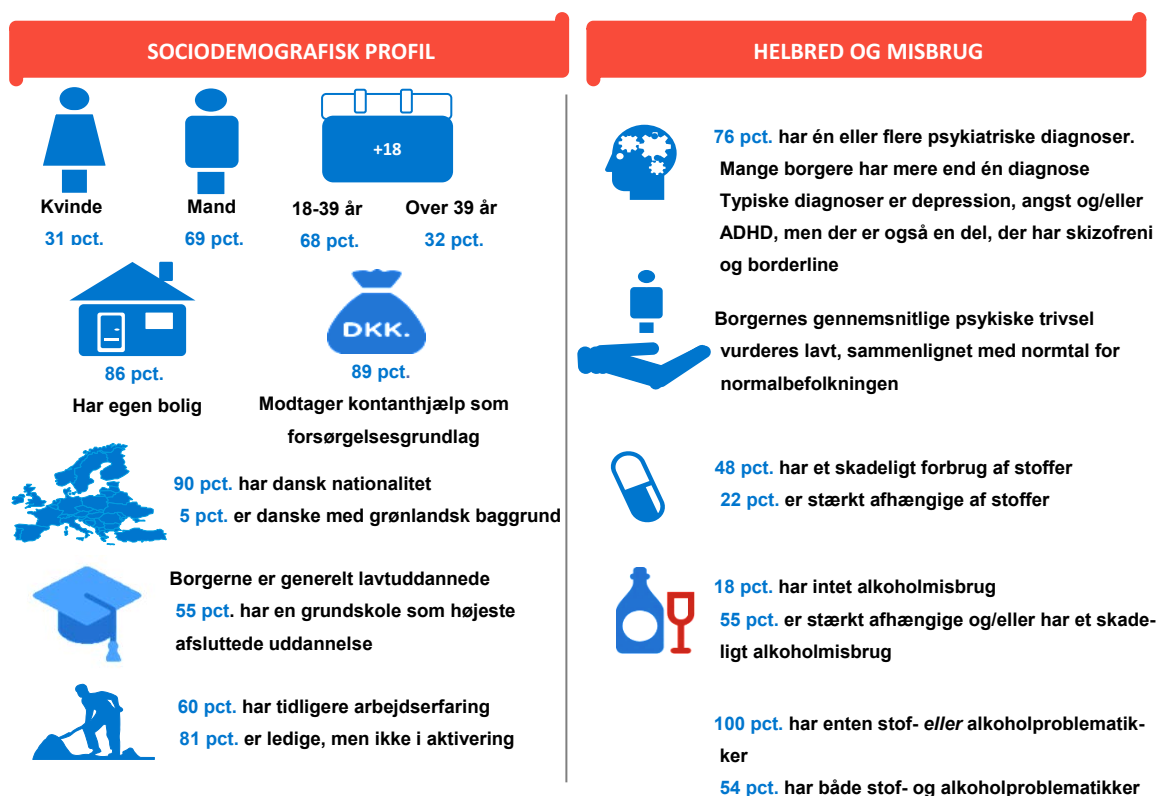 SOCIODEMOGRAFISK PROFIL
+18
Kvinde
Mand
18-39 år
Over 39 år
31 pct.
69 pct.
68 pct.
32 pct.
DKK.
86 pct.
Har egen bolig
89 pct.
Modtager kontanthjælp som
forsørgelsesgrundlag
90 pct. har dansk nationalitet
5 pct. er danske med grønlandsk baggrund
Borgerne er generelt lavtuddannede
55 pct. har en grundskole som højeste
afsluttede uddannelse
60 pct. har tidligere arbejdserfaring
81 pct. er ledige, men ikke i aktivering
HELBRED OG MISBRUG
76 pct. har én eller flere psykiatriske diagnoser.
Mange borgere har mere end én diagnose
Typiske diagnoser er depression, angst og/eller
ADHD, men der er også en del, der har skizofreni
og borderline
Borgernes gennemsnitlige psykiske trivsel
vurderes lavt, sammenlignet med normtal for
normalbefolkningen
48 pct. har et skadeligt forbrug af stoffer
22 pct. er stærkt afhængige af stoffer
18 pct. har intet alkoholmisbrug
55 pct. er stærkt afhængige og/eller har et skade-
ligt alkoholmisbrug
100 pct. har enten stof- eller alkoholproblematik-
ker
54 pct. har både stof- og alkoholproblematikker